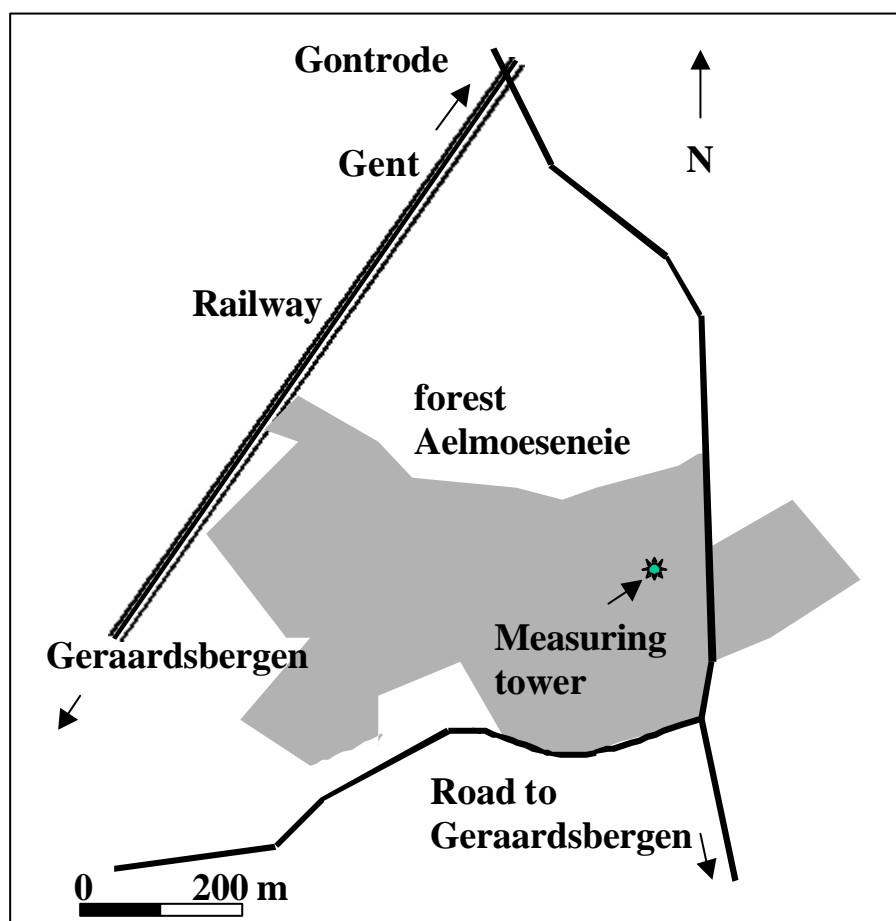 Gontrode
Gent
N
Railway
forest
Aelmoeseneie
Measuring
tower
Geraardsbergen
Road to
Geraardsbergen
0 200 m